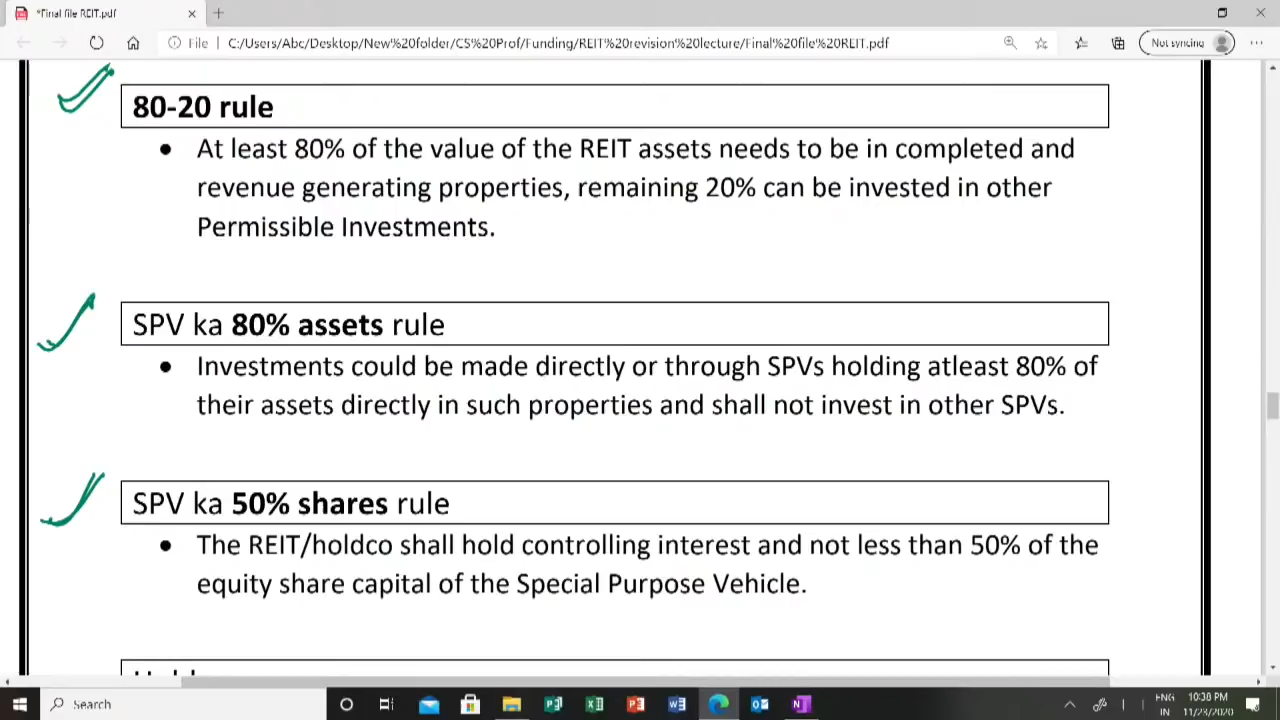 *Final file REIT.pdf
File | C:/Users/Abc/Desktop/New%20folder/CS%20Prof/Funding/REIT%20revision%20lecture/Final%20file%20REIT.pdf
Not syncing
80-20 rule
• At least 80% of the value of the REIT assets needs to be in completed and
revenue generating properties, remaining 20% can be invested in other
Permissible Investments.
SPV ka 80% assets rule
• Investments could be made directly or through SPVs holding atleast 80% of
their assets directly in such properties and shall not invest in other SPVs.
SPV ka 50% shares rule
• The REIT/holdco shall hold controlling interest and not less than 50% of the
equity share capital of the Special Purpose Vehicle.
Search
ENG
IN
10:38 PM
11/23/2020